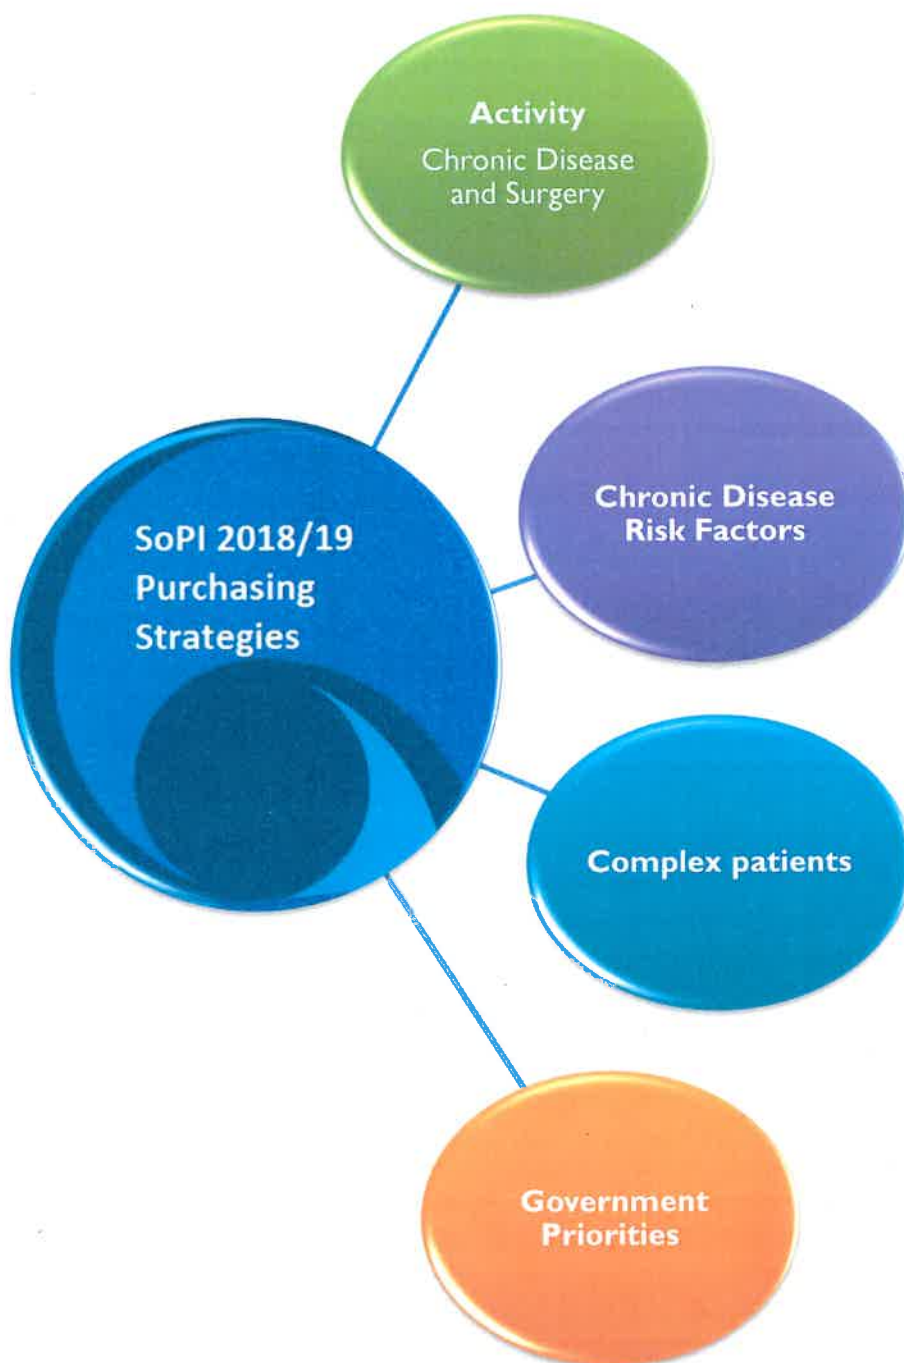 Activity
Chronic Disease
and Surgery
Chronic Disease
Risk Factors
SoPI 2018/19
Purchasing
Strategies
Complex patients
Government
Priorities